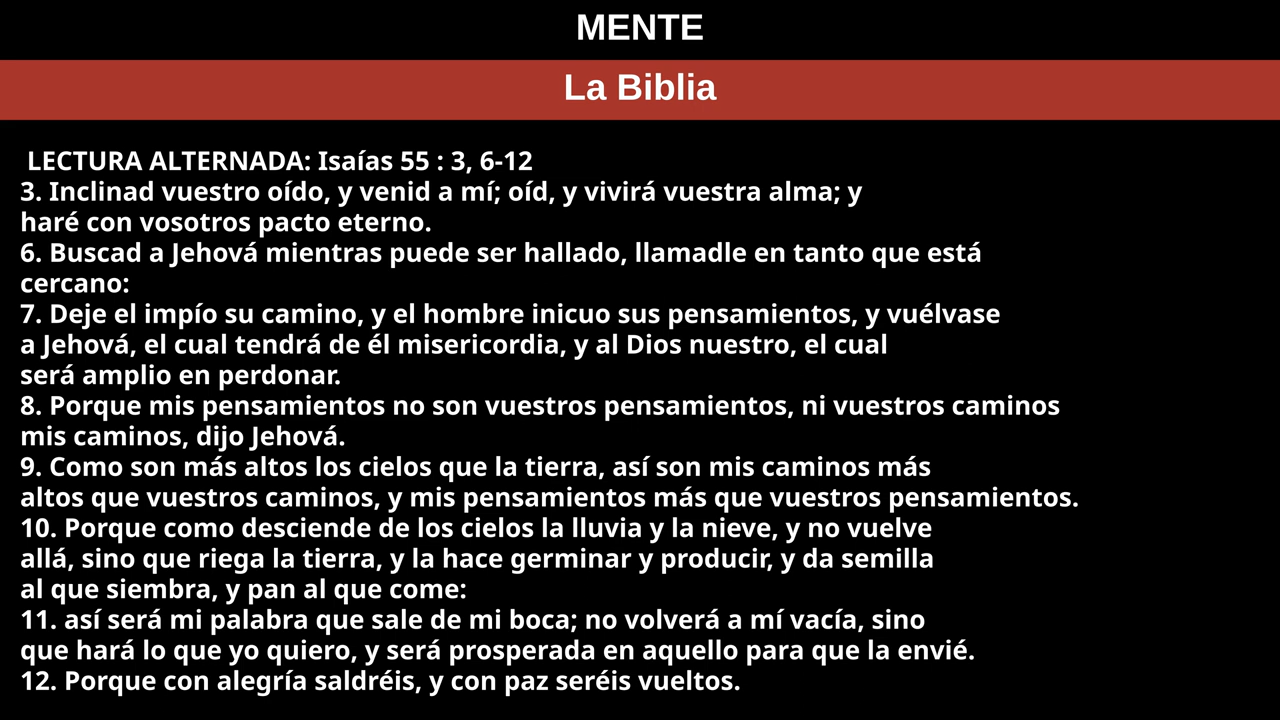 MENTE
La Biblia
LECTURA ALTERNADA: Isaías 55 : 3, 6-12
3. Inclinad vuestro oído, y venid a mí; oíd, y vivirá vuestra alma; y
haré con vosotros pacto eterno.
6. Buscad a Jehová mientras puede ser hallado, llamadle en tanto que está
cercano:
7. Deje el impío su camino, y el hombre inicuo sus pensamientos, y vuélvase
a Jehová, el cual tendrá de él misericordia, y al Dios nuestro, el cual
será amplio en perdonar.
8. Porque mis pensamientos no son vuestros pensamientos, ni vuestros caminos
mis caminos, dijo Jehová.
9. Como son más altos los cielos que la tierra, así son mis caminos más
altos que vuestros caminos, y mis pensamientos más que vuestros pensamientos.
10. Porque como desciende de los cielos la lluvia y la nieve, y no vuelve
allá, sino que riega la tierra, y la hace germinar y producir, y da semilla
al que siembra, y pan al que come:
11. así será mi palabra que sale de mi boca; no volverá a mí vacía, sino
que hará lo que yo quiero, y será prosperada en aquello para que la envié.
12. Porque con alegría saldréis, y con paz seréis vueltos.